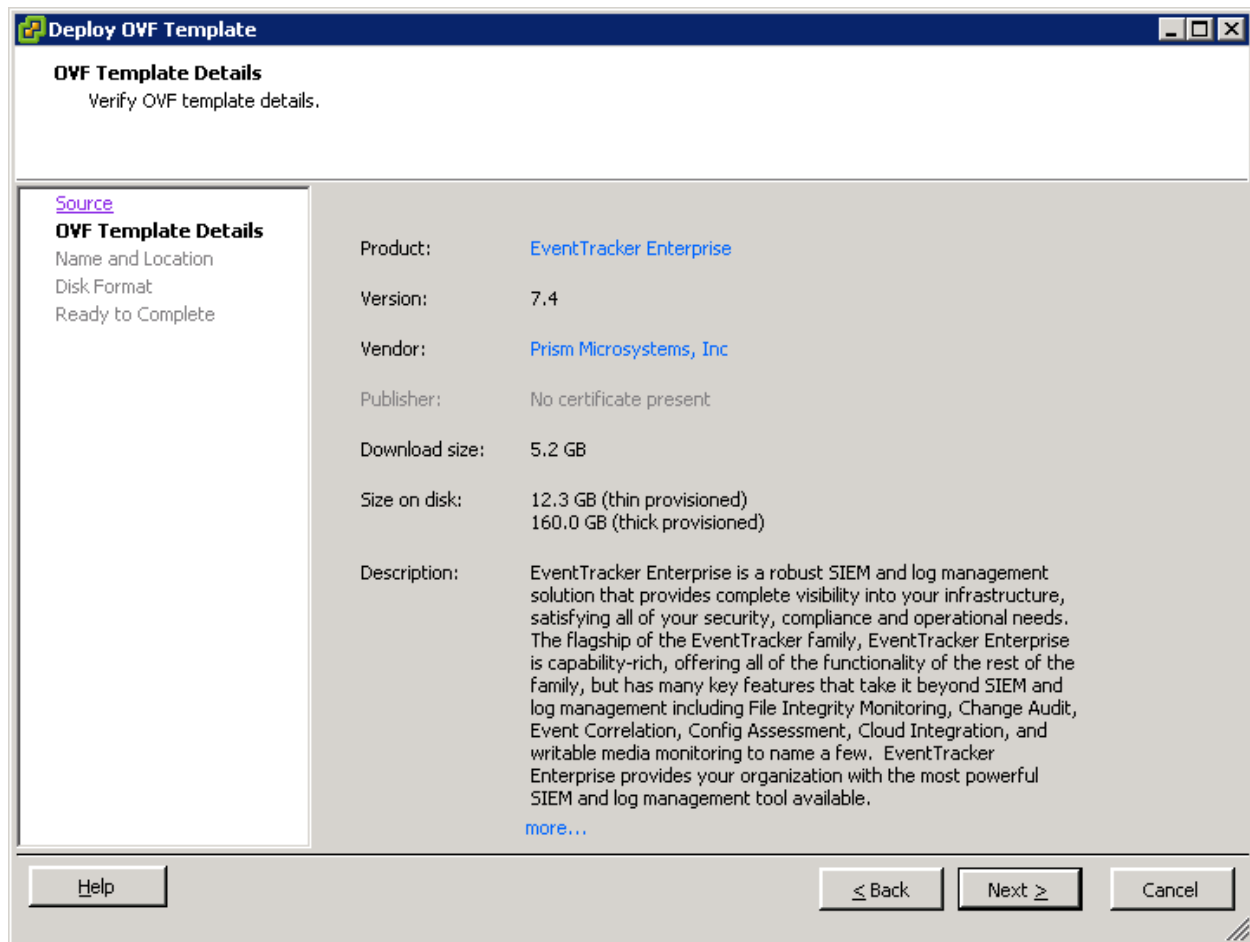 Deploy OVF Template
OVF Template Details
Verify OVF template details.
Source
OVF Template Details
Name and Location
Disk Format
Ready to Complete
Product: EventTracker Enterprise
Version: 7.4
Vendor: Prism Microsystems, Inc
Publisher: No certificate present
Download size: 5.2 GB
Size on disk: 12.3 GB (thin provisioned)
160.0 GB (thick provisioned)
Description: EventTracker Enterprise is a robust SIEM and log management
solution that provides complete visibility into your infrastructure,
satisfying all of your security, compliance and operational needs.
The flagship of the EventTracker family, EventTracker Enterprise
is capability-rich, offering all of the functionality of the rest of the
family, but has many key features that take it beyond SIEM and
log management including File Integrity Monitoring, Change Audit,
Event Correlation, Config Assessment, Cloud Integration, and
writable media monitoring to name a few.  EventTracker
Enterprise provides your organization with the most powerful
SIEM and log management tool available.
more...
Help
≤ Back
Next ≥
Cancel